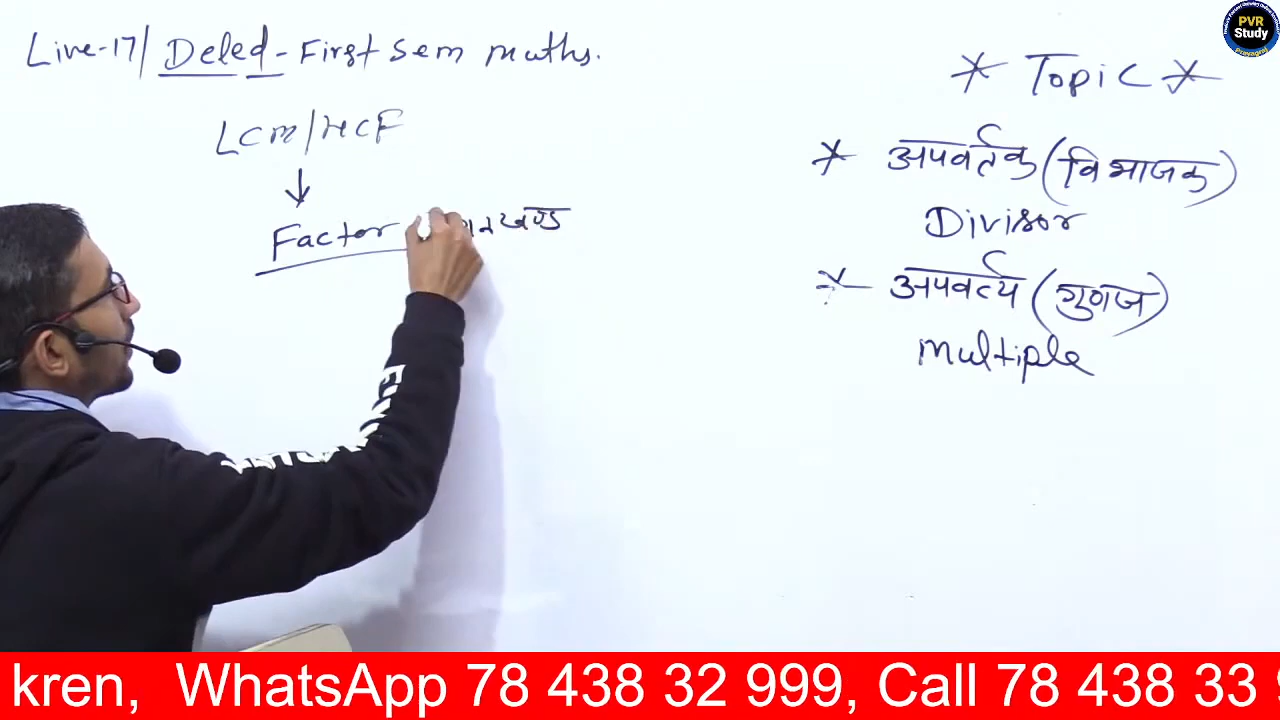 Live-17/ Deled - First Sem maths.
LCM/HCF
↓
Factor
* Topic *
* अपवर्तक (विभाजक)
Divisor
* अपवर्त्य (गुणज)
multiple
PVR
Study
Prayagraj
kren, WhatsApp 78 438 32 999, Call 78 438 33